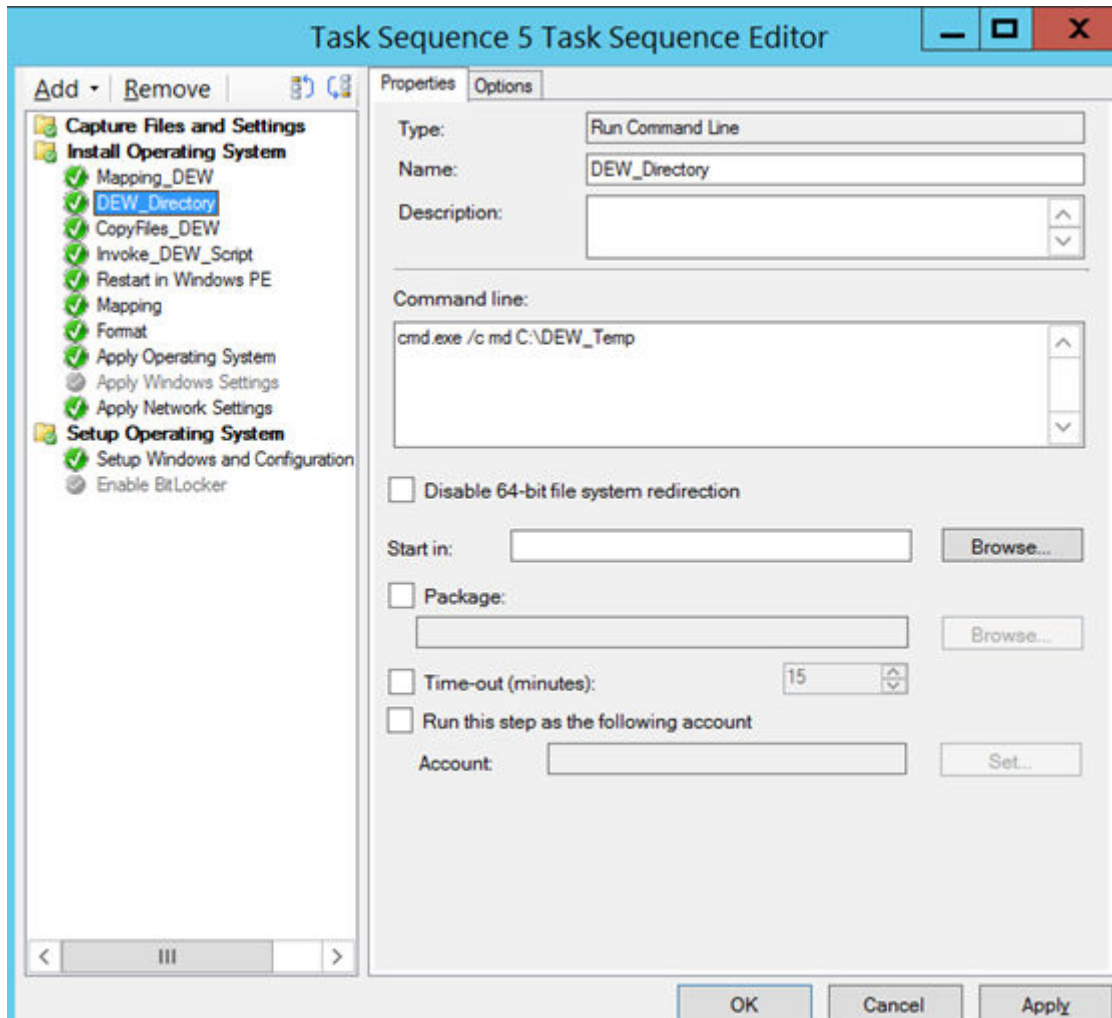 Task Sequence 5 Task Sequence Editor
Add
Remove
Capture Files and Settings
Install Operating System
Mapping_DEW
DEW_Directory
CopyFiles_DEW
Invoke_DEW_Script
Restart in Windows PE
Mapping
Format
Apply Operating System
Apply Windows Settings
Apply Network Settings
Setup Operating System
Setup Windows and Configuration
Enable BitLocker
Properties
Options
Type:
Run Command Line
Name:
DEW_Directory
Description:
Command line:
cmd.exe /c md C:\DEW_Temp
Disable 64-bit file system redirection
Start in:
Browse...
Package:
Browse...
Time-out (minutes):
15
Run this step as the following account
Account:
Set...
OK
Cancel
Apply